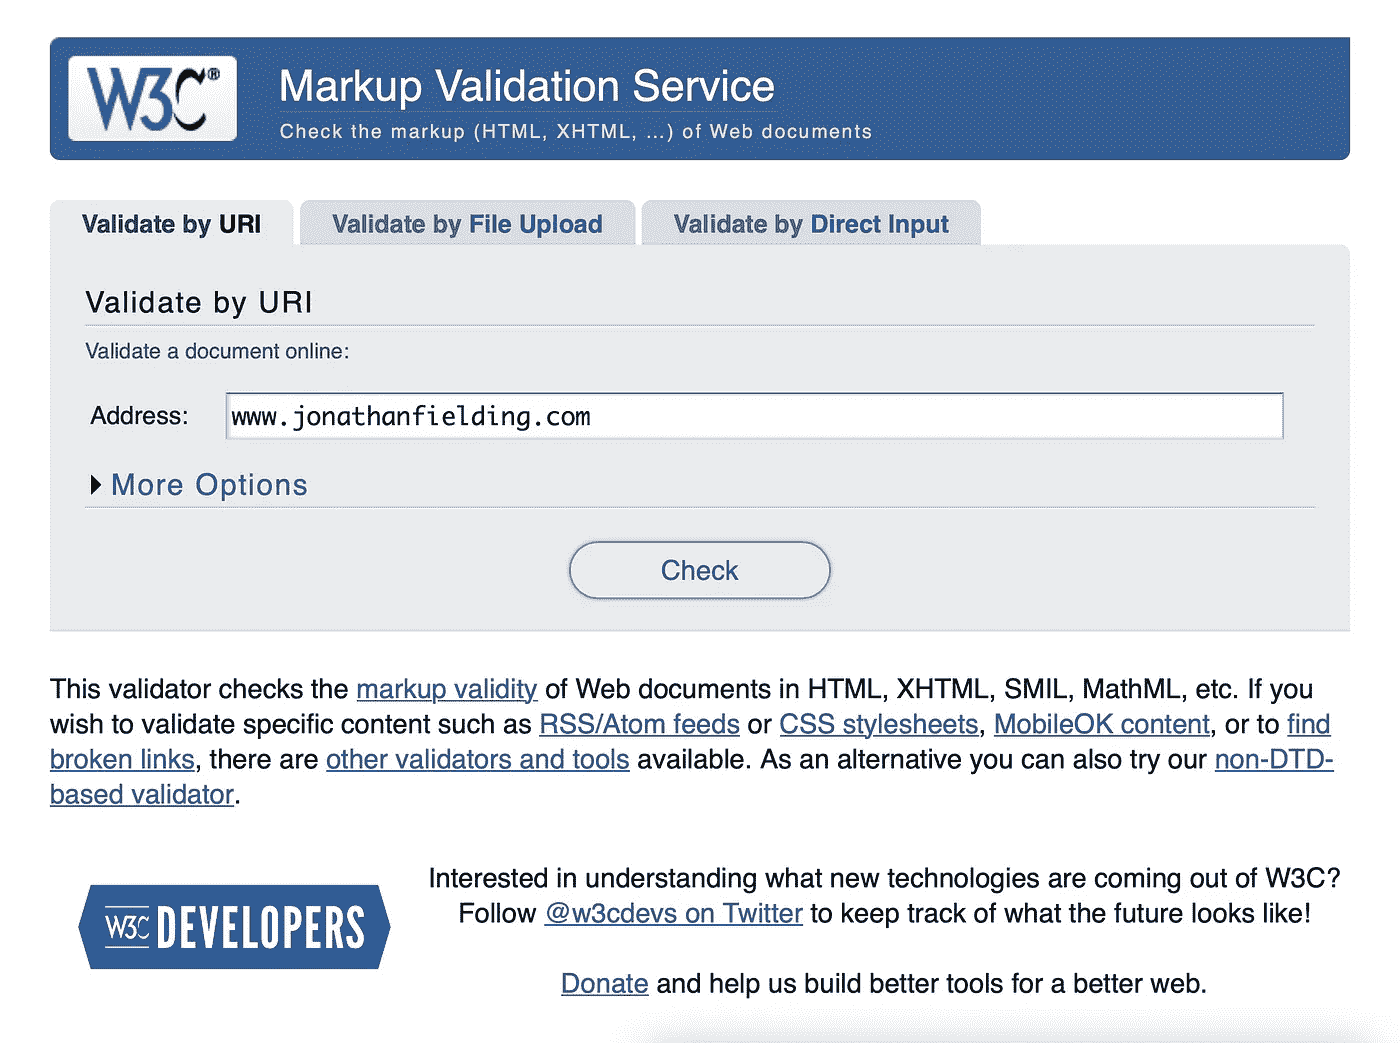 W3C®
Markup Validation Service
Check the markup (HTML, XHTML, ...) of Web documents
Validate by URI
Validate by File Upload
Validate by Direct Input
Validate by URI
Validate a document online:
Address: www.jonathanfielding.com
More Options
Check
This validator checks the markup validity of Web documents in HTML, XHTML, SMIL, MathML, etc. If you
wish to validate specific content such as RSS/Atom feeds or CSS stylesheets, MobileOK content, or to find
broken links, there are other validators and tools available. As an alternative you can also try our non-DTD-
based validator.
W3C DEVELOPERS
Interested in understanding what new technologies are coming out of W3C?
Follow @w3cdevs on Twitter to keep track of what the future looks like!
Donate and help us build better tools for a better web.